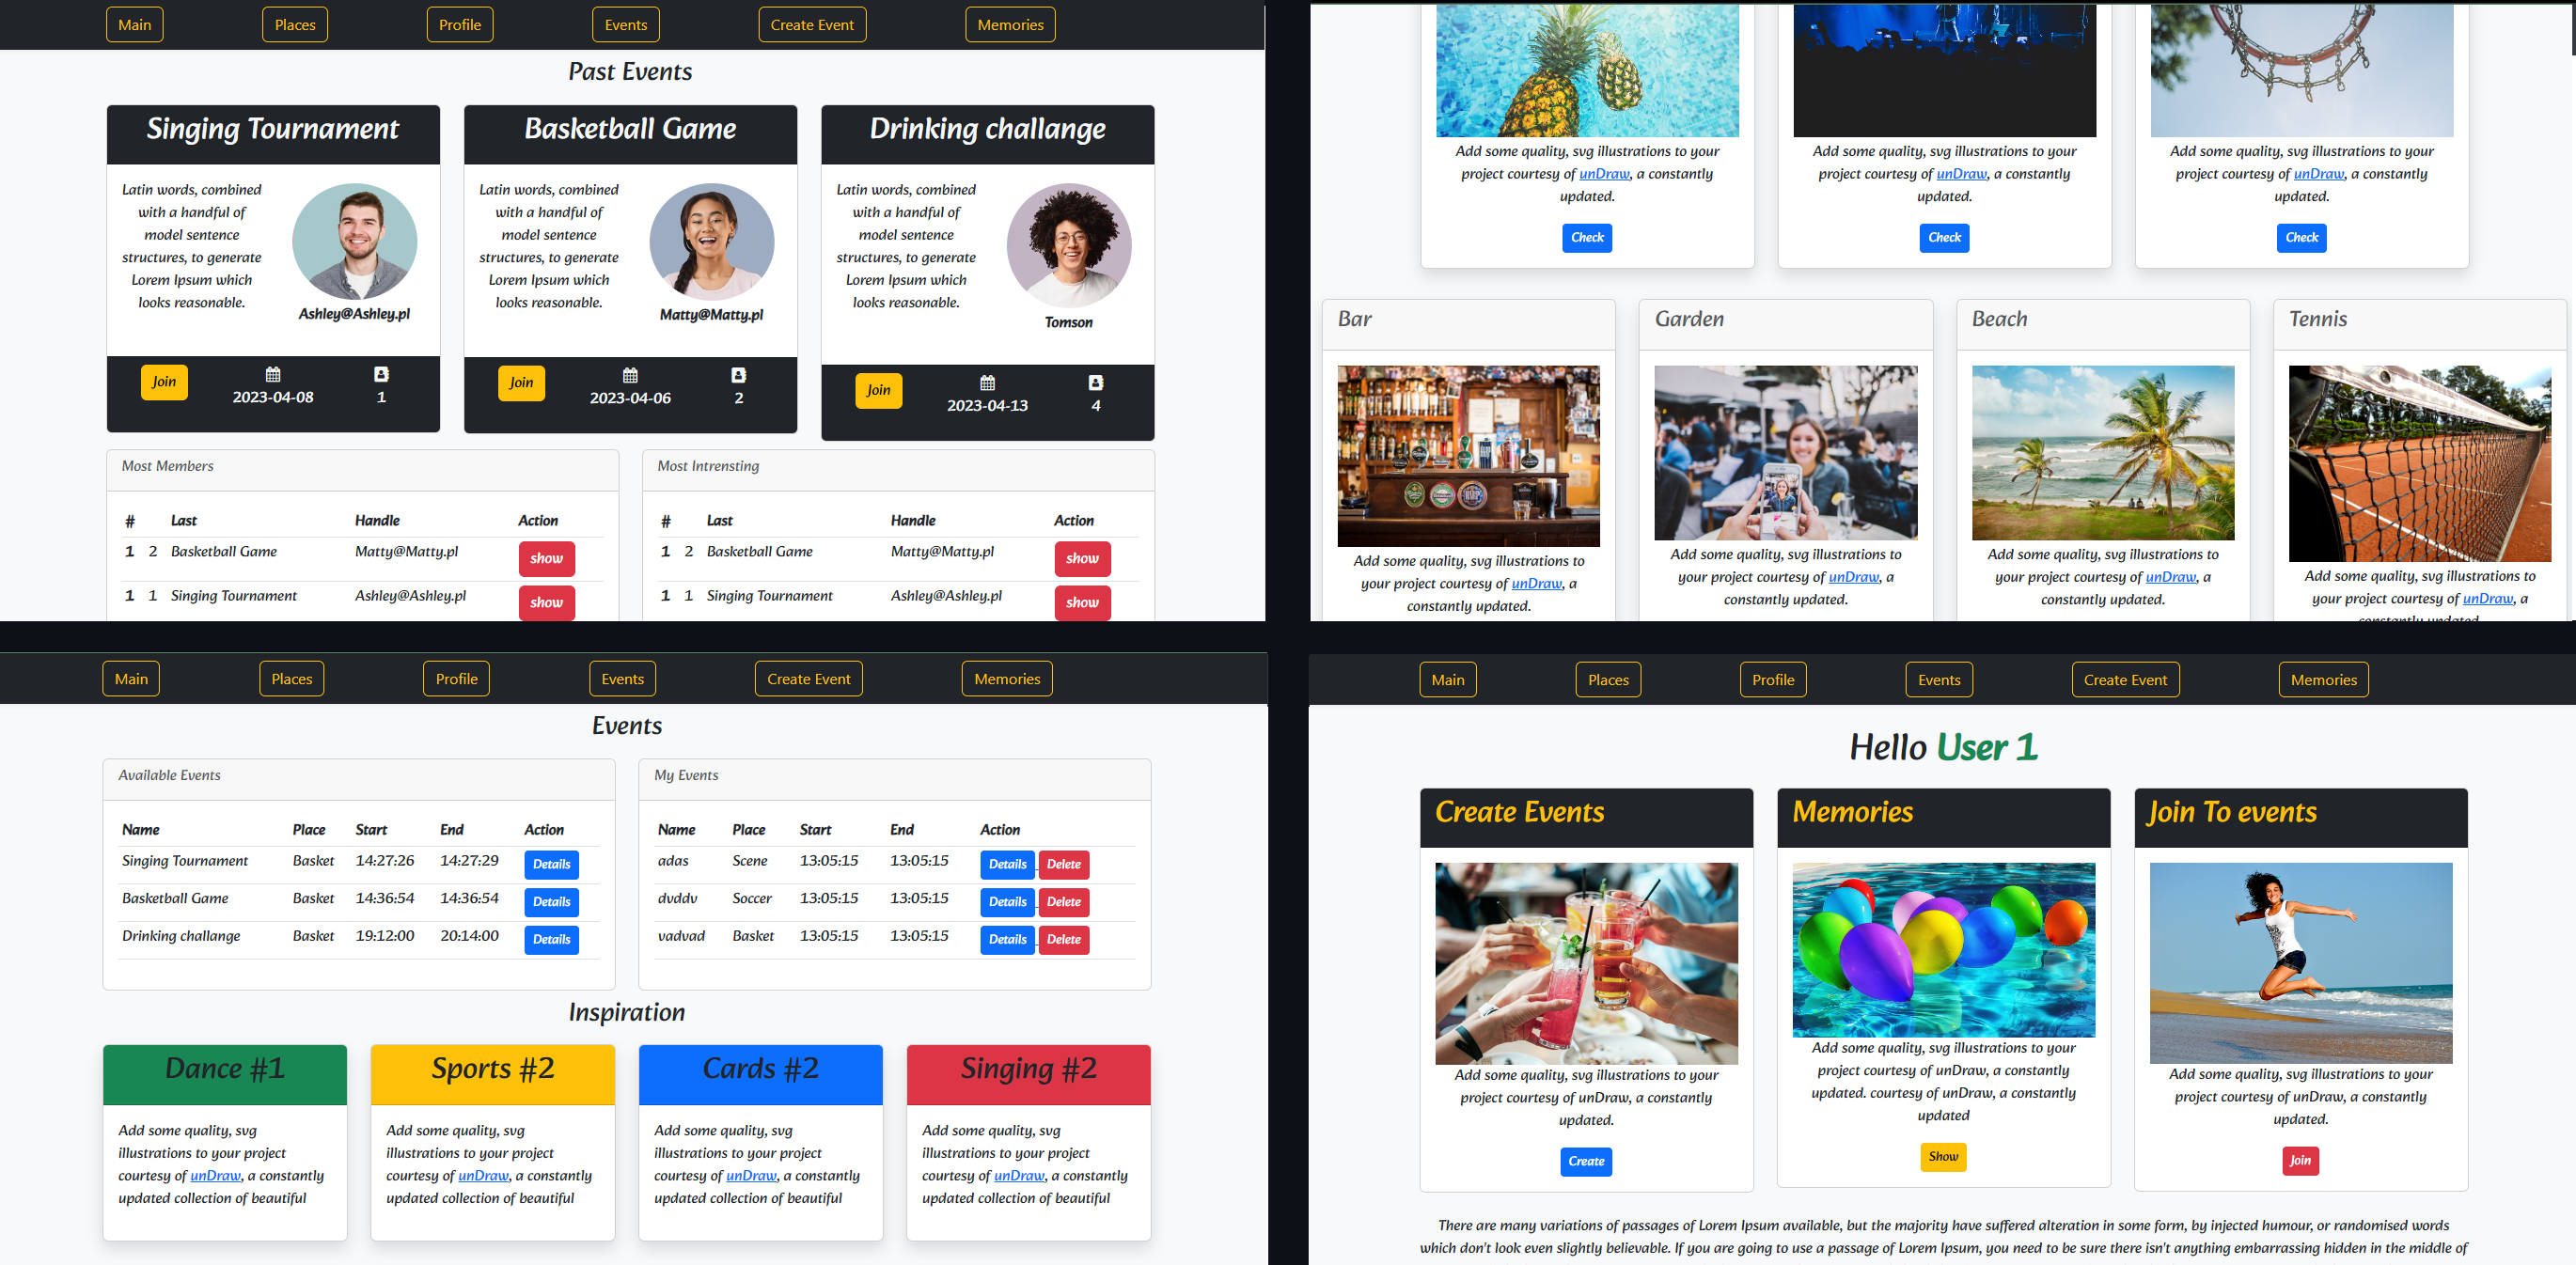 Main Places Profile Events Create Event Memories
Past Events
Singing Tournament
Latin words, combined
with a handful of
model sentence
structures, to generate
Lorem Ipsum which
looks reasonable.
Ashley@Ashley.pl
Join
2023-04-08
1
Basketball Game
Latin words, combined
with a handful of
model sentence
structures, to generate
Lorem Ipsum which
looks reasonable.
Matty@Matty.pl
Join
2023-04-06
2
Drinking challange
Latin words, combined
with a handful of
model sentence
structures, to generate
Lorem Ipsum which
looks reasonable.
Tomson
Join
2023-04-13
4
Most Members
# Last Handle Action
1 2 Basketball Game Matty@Matty.pl show
1 1 Singing Tournament Ashley@Ashley.pl show
Most Intrensting
# Last Handle Action
1 2 Basketball Game Matty@Matty.pl show
1 1 Singing Tournament Ashley@Ashley.pl show
Add some quality, svg illustrations to your
project courtesy of unDraw, a constantly
updated.
Check
Add some quality, svg illustrations to your
project courtesy of unDraw, a constantly
updated.
Check
Add some quality, svg illustrations to your
project courtesy of unDraw, a constantly
updated.
Check
Bar
Add some quality, svg illustrations to
your project courtesy of unDraw, a
constantly updated.
Garden
Add some quality, svg illustrations to
your project courtesy of unDraw, a
constantly updated.
Beach
Add some quality, svg illustrations to
your project courtesy of unDraw, a
constantly updated.
Tennis
Add some quality, svg illustrations to
your project courtesy of unDraw, a
constantly updated
Main Places Profile Events Create Event Memories
Events
Available Events
Name Place Start End Action
Singing Tournament Basket 14:27:26 14:27:29 Details
Basketball Game Basket 14:36:54 14:36:54 Details
Drinking challange Basket 19:12:00 20:14:00 Details
My Events
Name Place Start End Action
adas Scene 13:05:15 13:05:15 Details Delete
dvddv Soccer 13:05:15 13:05:15 Details Delete
vadvad Basket 13:05:15 13:05:15 Details Delete
Inspiration
Dance #1
Add some quality, svg
illustrations to your project
courtesy of unDraw, a constantly
updated collection of beautiful
Sports #2
Add some quality, svg
illustrations to your project
courtesy of unDraw, a constantly
updated collection of beautiful
Cards #2
Add some quality, svg
illustrations to your project
courtesy of unDraw, a constantly
updated collection of beautiful
Singing #2
Add some quality, svg
illustrations to your project
courtesy of unDraw, a constantly
updated collection of beautiful
Main Places Profile Events Create Event Memories
Hello User 1
Create Events
Add some quality, svg illustrations to your
project courtesy of unDraw, a constantly
updated.
Create
Memories
Add some quality, svg illustrations to your
project courtesy of unDraw, a constantly
updated. courtesy of unDraw, a constantly
updated
Show
Join To events
Add some quality, svg illustrations to your
project courtesy of unDraw, a constantly
updated.
Join
There are many variations of passages of Lorem Ipsum available, but the majority have suffered alteration in some form, by injected humour, or randomised words
which don't look even slightly believable. If you are going to use a passage of Lorem Ipsum, you need to be sure there isn't anything embarrassing hidden in the middle of